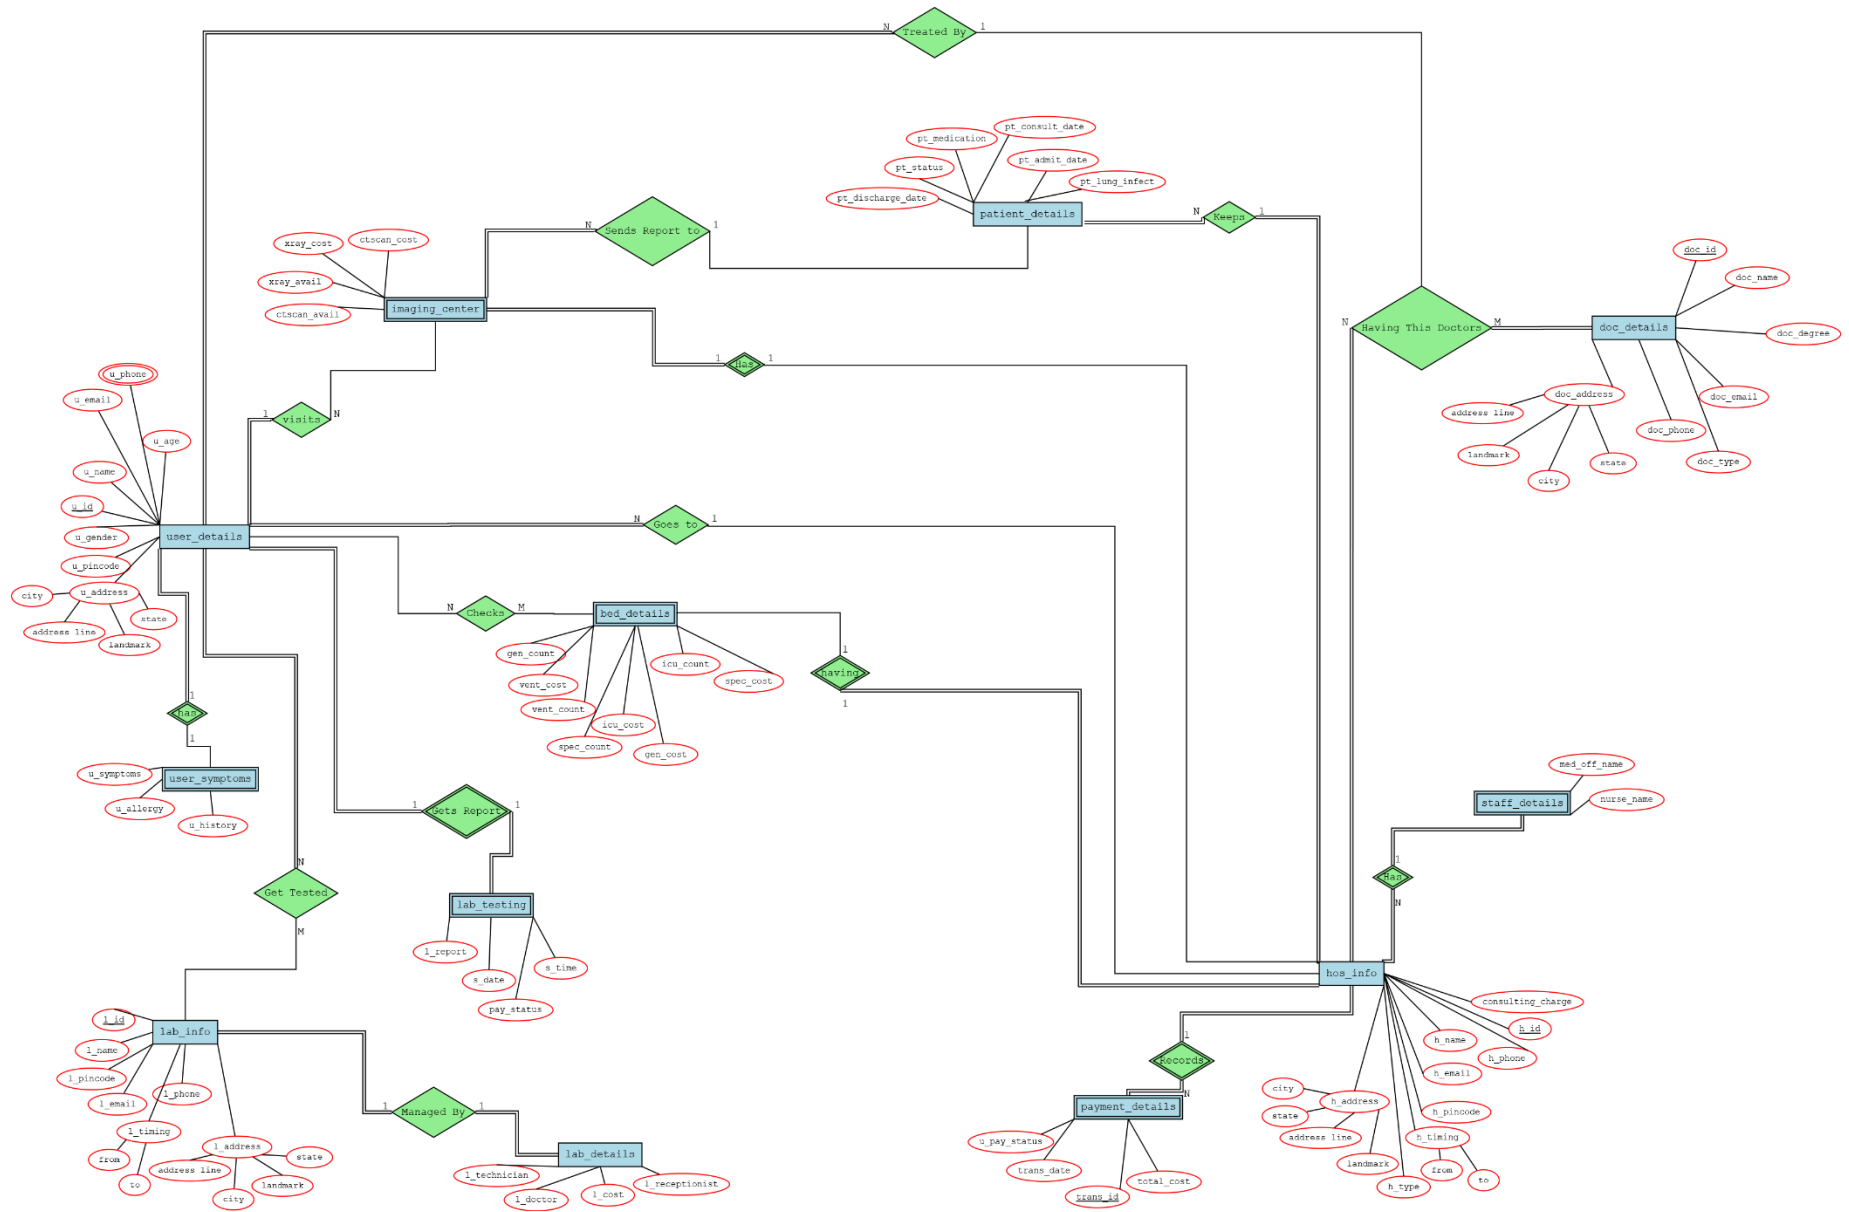 N
Treated By
1
pt_consult_date
pt_medication
pt_admit_date
pt_status
pt_lung_infect
pt_discharge_date
patient_details
N
Keeps
1
N
Sends Report to
1
xray_cost
ctscan_cost
xray_avail
ctscan_avail
imaging_center
doc_id
doc_name
N
Having This Doctors
M
doc_details
doc_degree
1
Has
1
u_phone
u_email
u_age
u_name
u_id
u_gender
u_pincode
user_details
1
visits
N
doc_address
doc_email
address line
doc_phone
landmark
state
doc_type
city
N
Goes to
1
city
u_address
state
address line
landmark
N
Checks
M
bed_details
gen_count
icu_count
vent_cost
spec_cost
vent_count
icu_cost
spec_count
gen_cost
1
having
1
1
has
1
u_symptoms
user_symptoms
u_allergy
u_history
1
Gets Report
1
med_off_name
staff_details
nurse_name
N
Get Tested
M
lab_testing
l_report
s_time
s_date
pay_status
1
Has
N
hos_info
consulting_charge
h_id
h_name
h_phone
h_email
h_pincode
h_timing
from
to
h_type
city
h_address
state
address line
landmark
1
Records
N
payment_details
u_pay_status
trans_date
total_cost
trans_id
l_id
lab_info
l_name
l_pincode
l_phone
l_email
l_timing
from
to
l_address
address line
state
landmark
city
1
Managed By
1
lab_details
l_technician
l_receptionist
l_doctor
l_cost